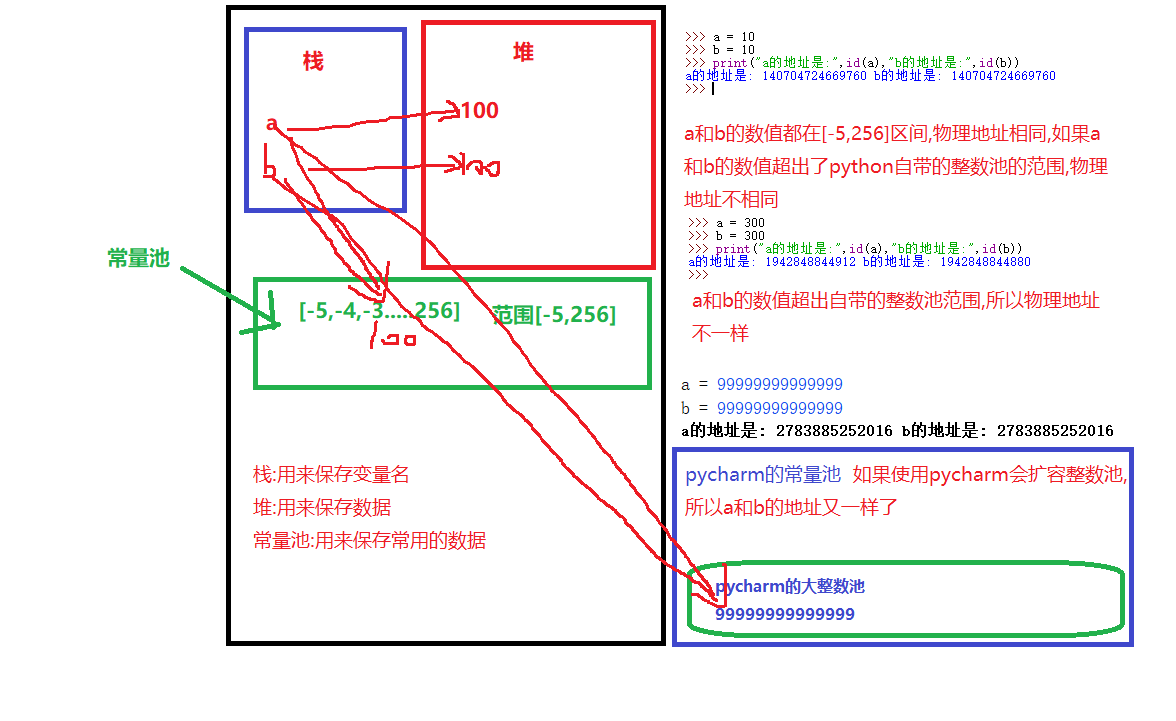 栈
堆
a
100
b
100
常量池
[-5,-4,-3.....256]
范围[-5,256]
100
栈:用来保存变量名
堆:用来保存数据
常量池:用来保存常用的数据
>>> a = 10
>>> b = 10
>>> print("a的地址是:",id(a),"b的地址是:",id(b))
a的地址是: 140704724669760 b的地址是: 140704724669760
>>>
a和b的数值都在[-5,256]区间,物理地址相同,如果a
和b的数值超出了python自带的整数池的范围,物理
地址不相同
>>> a = 300
>>> b = 300
>>> print("a的地址是:",id(a),"b的地址是:",id(b))
a的地址是: 1942848844912 b的地址是: 1942848844880
>>>
a和b的数值超出自带的整数池范围,所以物理地址
不一样
a = 99999999999999
b = 99999999999999
a的地址是: 2783885252016 b的地址是: 2783885252016
pycharm的常量池 如果使用pycharm会扩容整数池,
所以a和b的地址又一样了
pycharm的大整数池
99999999999999